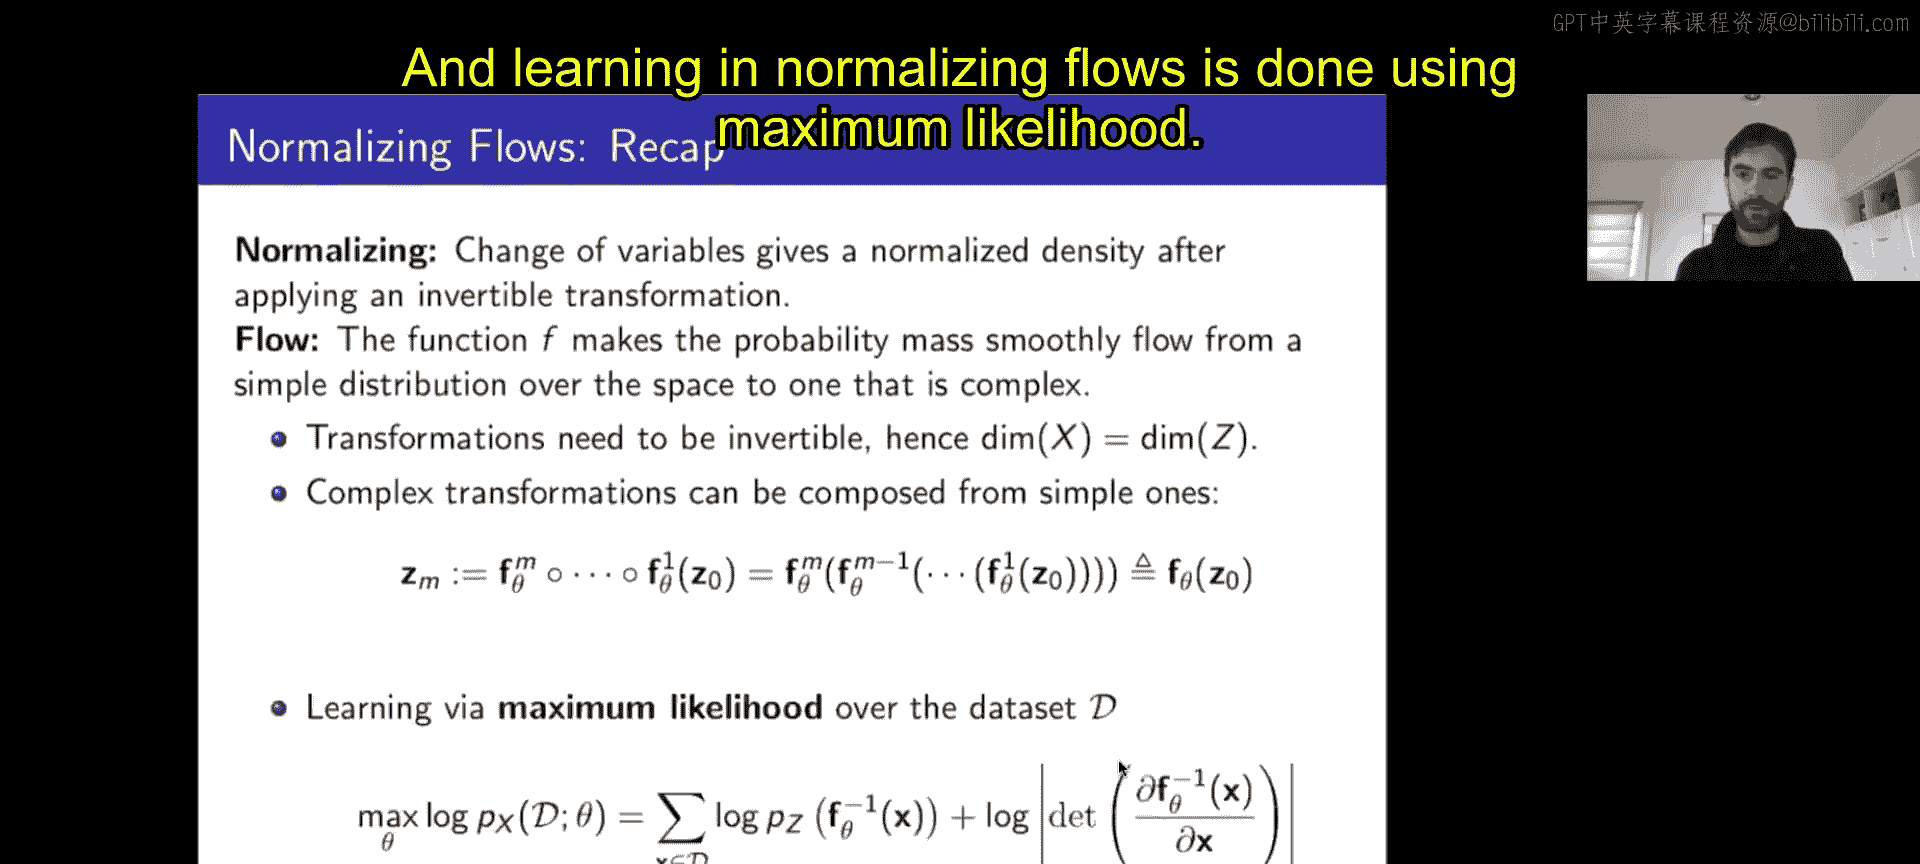 GPT中英字幕课程资源@bilibili.com
And learning in normalizing flows is done using
maximum likelihood.
Normalizing Flows: Recap
Normalizing: Change of variables gives a normalized density after
applying an invertible transformation.
Flow: The function f makes the probability mass smoothly flow from a
simple distribution over the space to one that is complex.
Transformations need to be invertible, hence dim(X) = dim(Z).
Complex transformations can be composed from simple ones:
z_m := f_θ^m ∘ ⋯ ∘ f_θ^1(z_0) = f_θ^m(f_θ^{m−1}(⋯(f_θ^1(z_0)))) ≜ f_θ(z_0)
Learning via maximum likelihood over the dataset 𝒟
max_θ log p_X(𝒟; θ) = ∑_{x∈𝒟} log p_Z (f_θ^{−1}(x)) + log |det (∂f_θ^{−1}(x) / ∂x)|